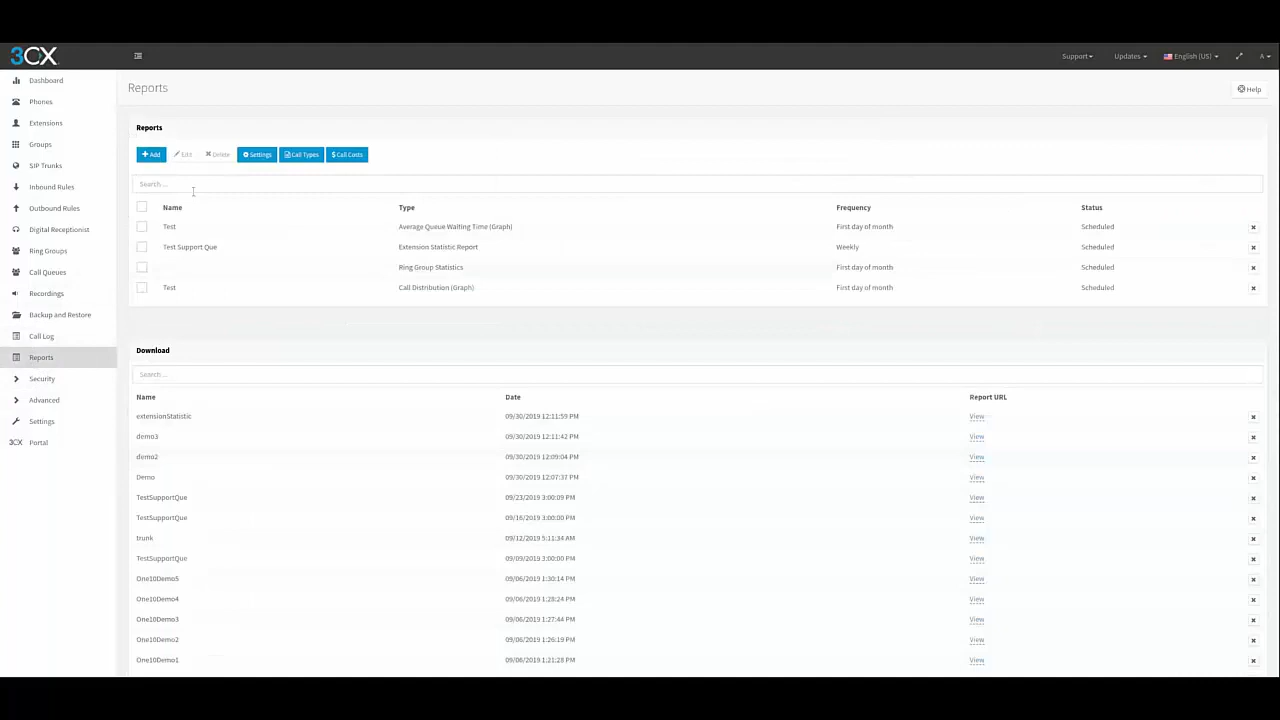 3CX
Support
Updates
English (US)
A
Dashboard
Phones
Extensions
Groups
SIP Trunks
Inbound Rules
Outbound Rules
Digital Receptionist
Ring Groups
Call Queues
Recordings
Backup and Restore
Call Log
Reports
Security
Advanced
Settings
3CX Portal
Reports
Help
Reports
+ Add Edit Delete Settings Call Types $ Call Costs
Search ...
Name Type Frequency Status
Test Average Queue Waiting Time (Graph) First day of month Scheduled
Test Support Que Extension Statistic Report Weekly Scheduled
Ring Group Statistics First day of month Scheduled
Test Call Distribution (Graph) First day of month Scheduled
Download
Search ...
Name Date Report URL
extensionStatistic 09/30/2019 12:11:59 PM View
demo3 09/30/2019 12:11:42 PM View
demo2 09/30/2019 12:09:04 PM View
Demo 09/30/2019 12:07:37 PM View
TestSupportQue 09/23/2019 3:00:09 PM View
TestSupportQue 09/16/2019 3:00:00 PM View
trunk 09/12/2019 5:11:34 AM View
TestSupportQue 09/09/2019 3:00:00 PM View
One10Demo5 09/06/2019 1:30:14 PM View
One10Demo4 09/06/2019 1:28:24 PM View
One10Demo3 09/06/2019 1:27:44 PM View
One10Demo2 09/06/2019 1:26:19 PM View
One10Demo1 09/06/2019 1:21:28 PM View